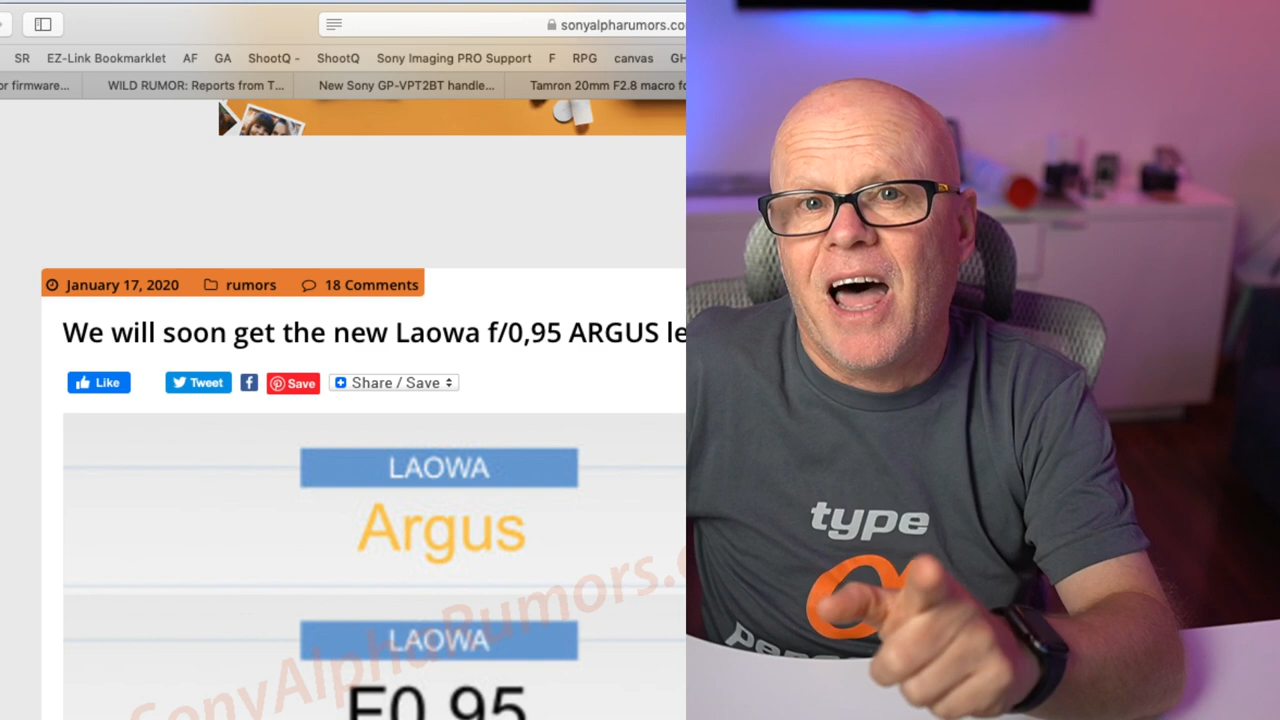 sonyalpharumors.co
SR EZ-Link Bookmarklet AF GA ShootQ - ShootQ Sony Imaging PRO Support F RPG canvas GH
or firmware... WILD RUMOR: Reports from T... New Sony GP-VPT2BT handle... Tamron 20mm F2.8 macro fo
January 17, 2020 rumors 18 Comments
We will soon get the new Laowa f/0,95 ARGUS le
Like Tweet Save Share / Save
LAOWA
Argus
SonyAlphaRumors.c
LAOWA
F0.95
type